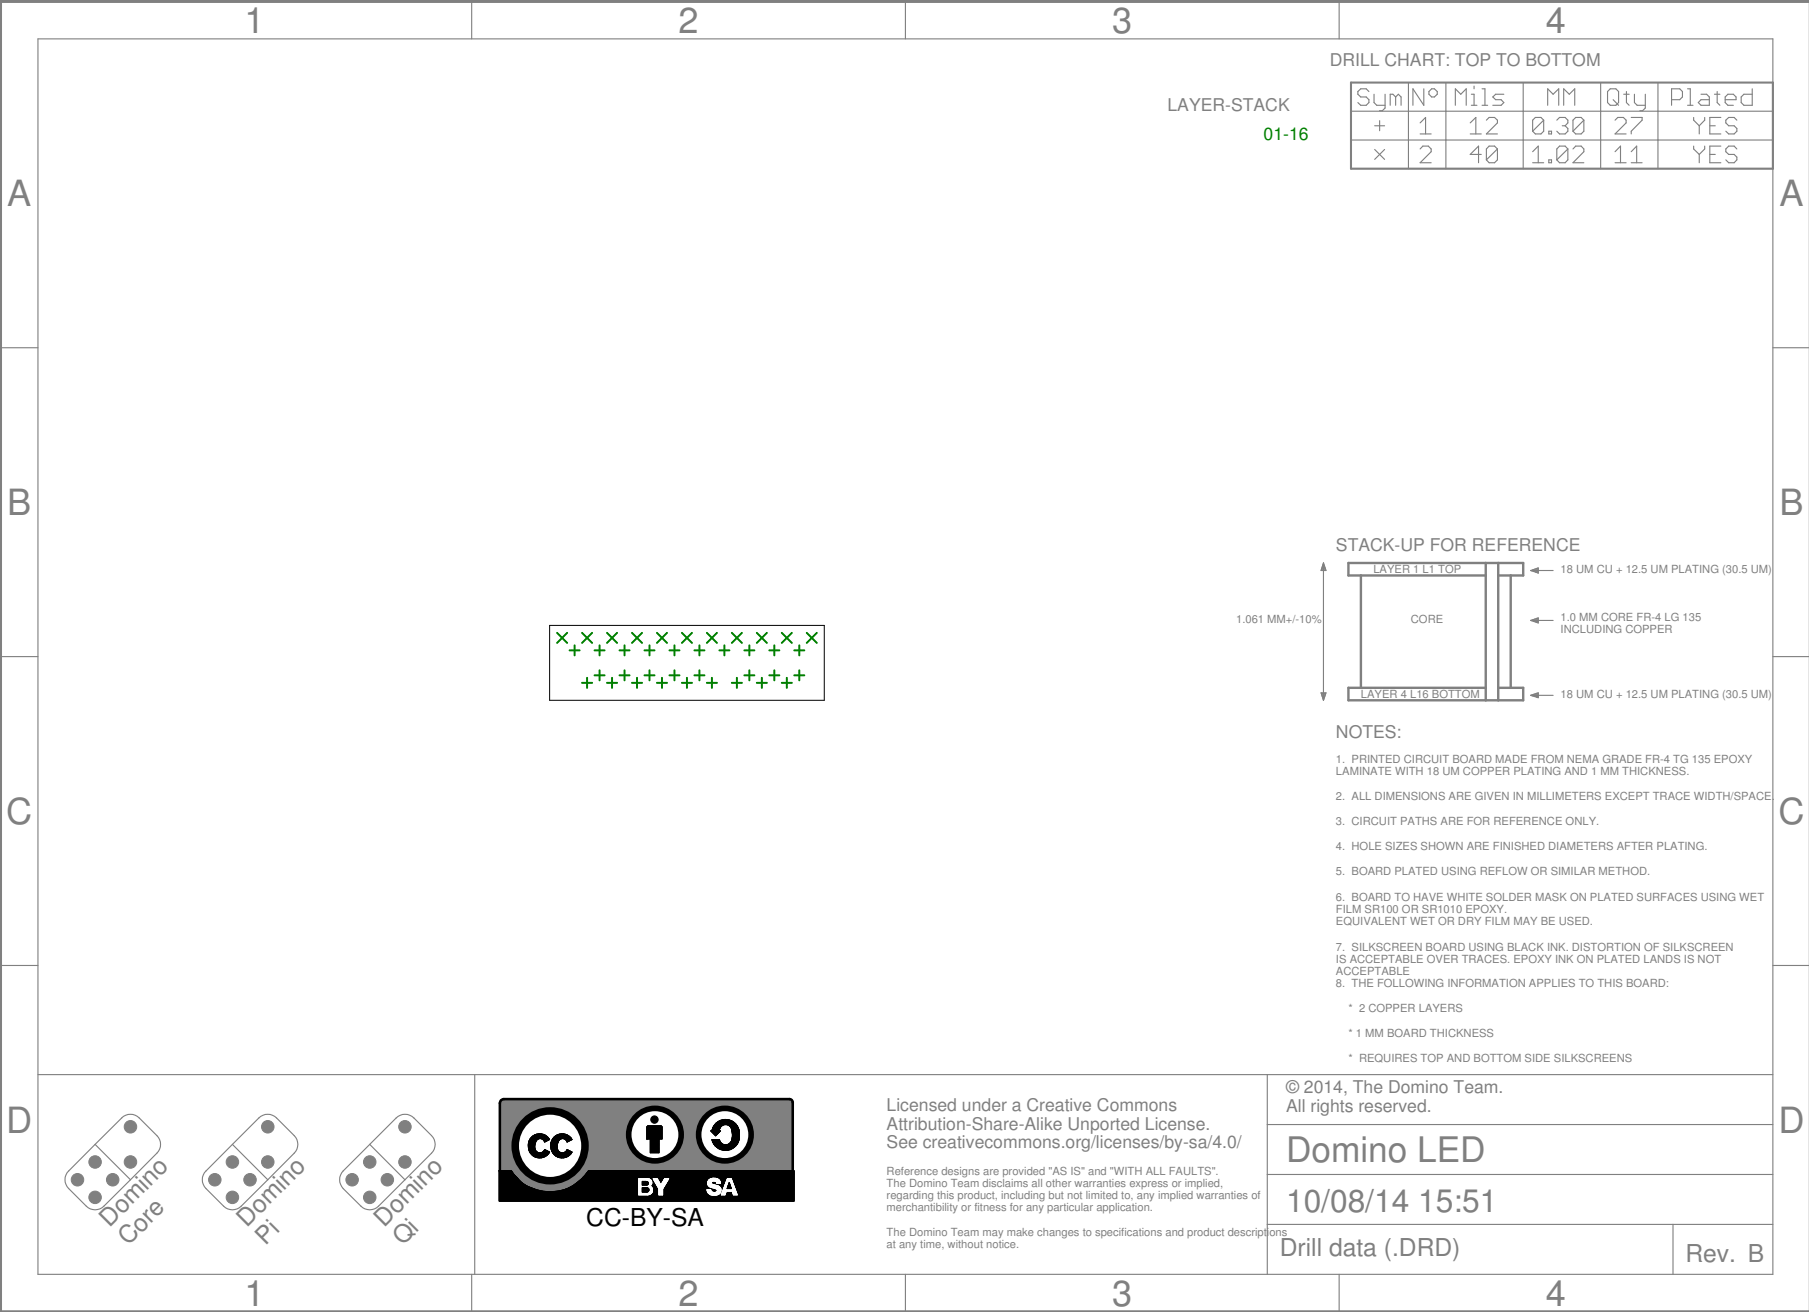 1 2 3 4
DRILL CHART: TOP TO BOTTOM
LAYER-STACK
01-16
Sym N° Mils MM Qty Plated
+ 1 12 0.30 27 YES
× 2 40 1.02 11 YES
A A
B B
STACK-UP FOR REFERENCE
LAYER 1 L1 TOP
18 UM CU + 12.5 UM PLATING (30.5 UM)
1.061 MM+/-10%
CORE
1.0 MM CORE FR-4 LG 135
INCLUDING COPPER
LAYER 4 L16 BOTTOM
18 UM CU + 12.5 UM PLATING (30.5 UM)
NOTES:
1. PRINTED CIRCUIT BOARD MADE FROM NEMA GRADE FR-4 TG 135 EPOXY
LAMINATE WITH 18 UM COPPER PLATING AND 1 MM THICKNESS.
2. ALL DIMENSIONS ARE GIVEN IN MILLIMETERS EXCEPT TRACE WIDTH/SPACE.
C C
3. CIRCUIT PATHS ARE FOR REFERENCE ONLY.
4. HOLE SIZES SHOWN ARE FINISHED DIAMETERS AFTER PLATING.
5. BOARD PLATED USING REFLOW OR SIMILAR METHOD.
6. BOARD TO HAVE WHITE SOLDER MASK ON PLATED SURFACES USING WET
FILM SR100 OR SR1010 EPOXY.
EQUIVALENT WET OR DRY FILM MAY BE USED.
7. SILKSCREEN BOARD USING BLACK INK. DISTORTION OF SILKSCREEN
IS ACCEPTABLE OVER TRACES. EPOXY INK ON PLATED LANDS IS NOT
ACCEPTABLE
8. THE FOLLOWING INFORMATION APPLIES TO THIS BOARD:
* 2 COPPER LAYERS
* 1 MM BOARD THICKNESS
* REQUIRES TOP AND BOTTOM SIDE SILKSCREENS
D D
Domino
Core
Domino
Pi
Domino
Qi
cc
BY SA
CC-BY-SA
Licensed under a Creative Commons
Attribution-Share-Alike Unported License.
See creativecommons.org/licenses/by-sa/4.0/
Reference designs are provided "AS IS" and "WITH ALL FAULTS".
The Domino Team disclaims all other warranties express or implied,
regarding this product, including but not limited to, any implied warranties of
merchantibility or fitness for any particular application.
The Domino Team may make changes to specifications and product descriptions
at any time, without notice.
© 2014, The Domino Team.
All rights reserved.
Domino LED
10/08/14 15:51
Drill data (.DRD)
Rev. B
1 2 3 4